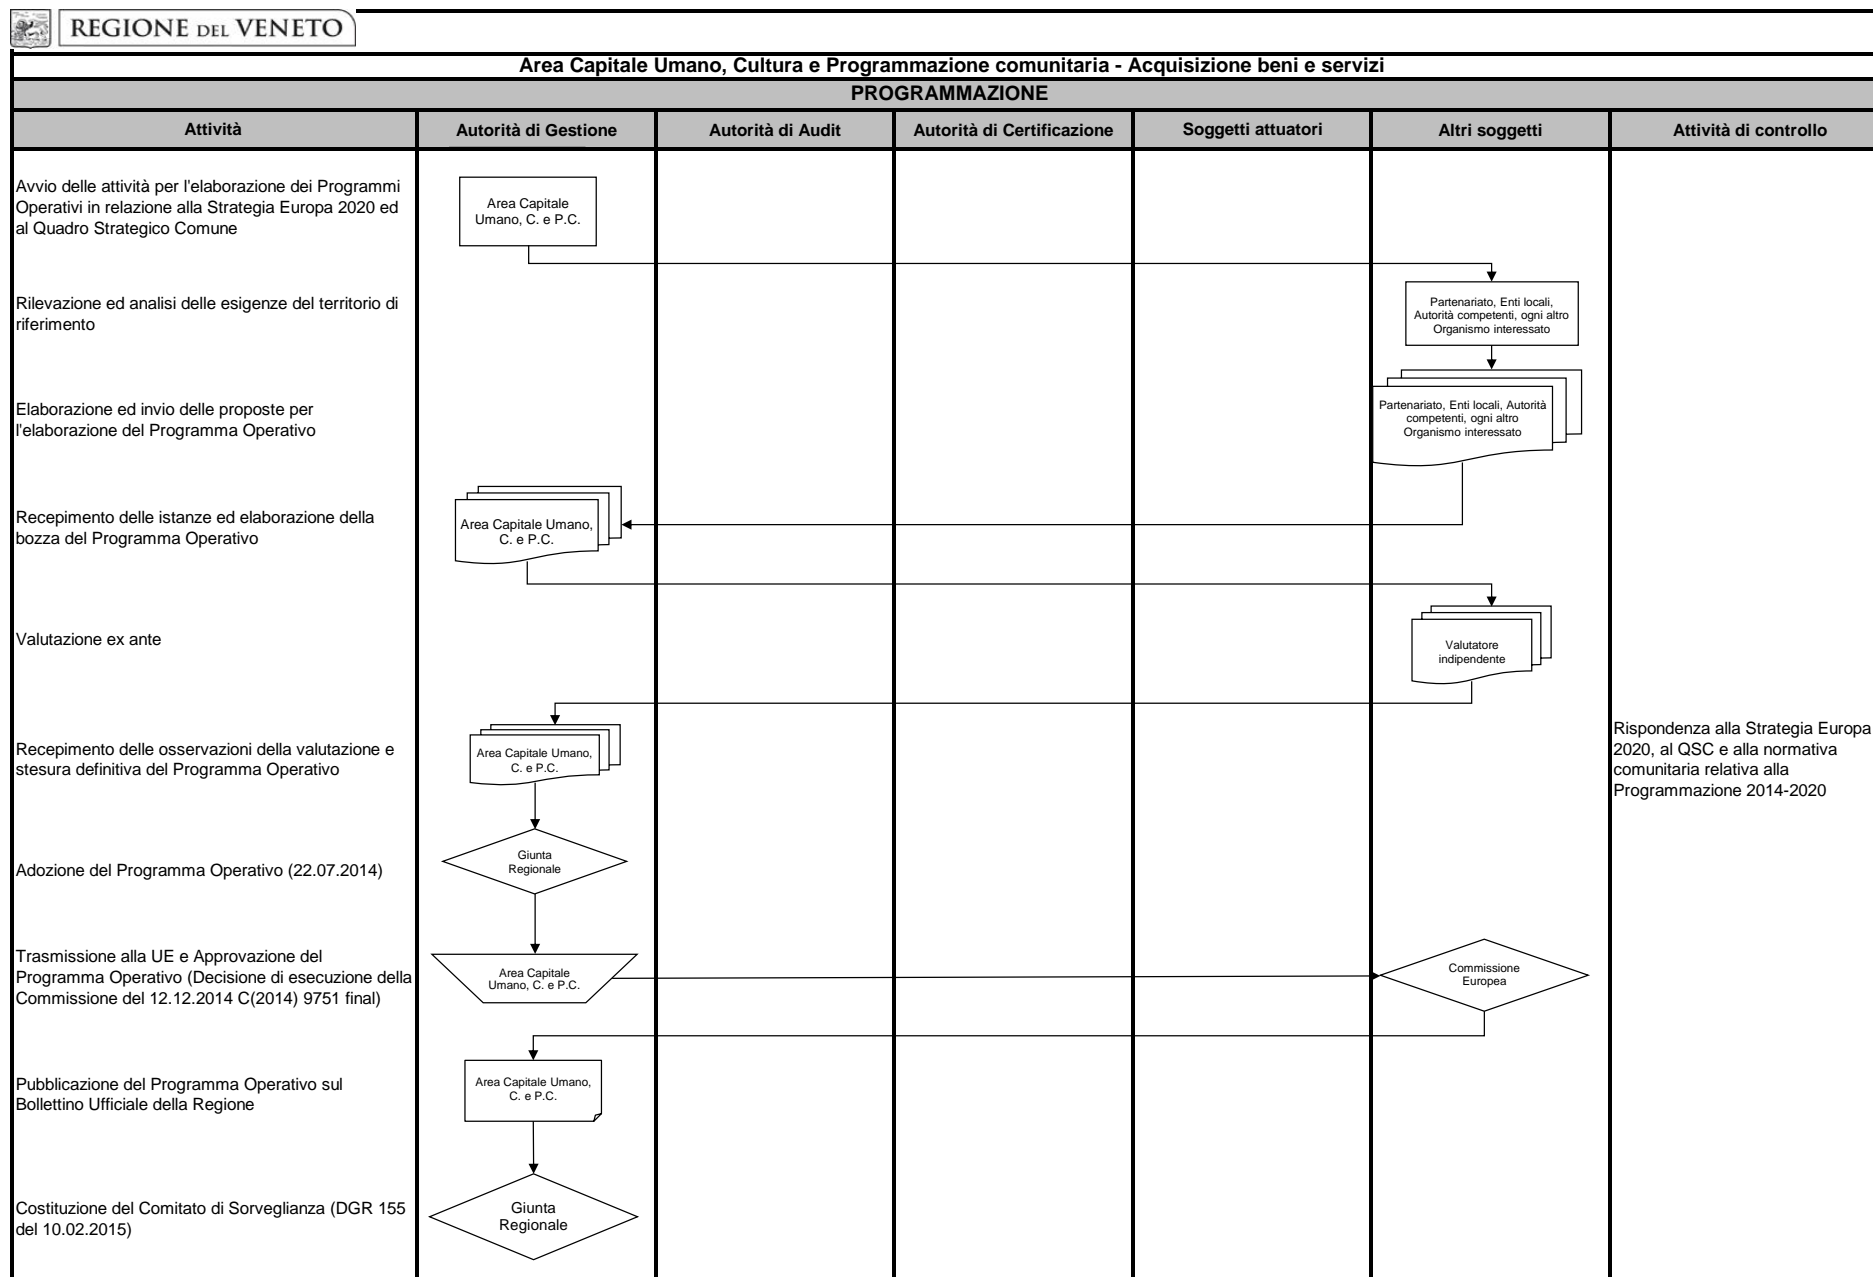 REGIONE DEL VENETO
Area Capitale Umano, Cultura e Programmazione comunitaria - Acquisizione beni e servizi
PROGRAMMAZIONE
Attività
Autorità di Gestione
Autorità di Audit
Autorità di Certificazione
Soggetti attuatori
Altri soggetti
Attività di controllo
Avvio delle attività per l'elaborazione dei Programmi
Operativi in relazione alla Strategia Europa 2020 ed
al Quadro Strategico Comune
Area Capitale
Umano, C. e P.C.
Rilevazione ed analisi delle esigenze del territorio di
riferimento
Partenariato, Enti locali,
Autorità competenti, ogni altro
Organismo interessato
Elaborazione ed invio delle proposte per
l'elaborazione del Programma Operativo
Partenariato, Enti locali, Autorità
competenti, ogni altro
Organismo interessato
Recepimento delle istanze ed elaborazione della
bozza del Programma Operativo
Area Capitale Umano,
C. e P.C.
Valutazione ex ante
Valutatore
indipendente
Recepimento delle osservazioni della valutazione e
stesura definitiva del Programma Operativo
Area Capitale Umano,
C. e P.C.
Rispondenza alla Strategia Europa
2020, al QSC e alla normativa
comunitaria relativa alla
Programmazione 2014-2020
Adozione del Programma Operativo (22.07.2014)
Giunta
Regionale
Trasmissione alla UE e Approvazione del
Programma Operativo (Decisione di esecuzione della
Commissione del 12.12.2014 C(2014) 9751 final)
Area Capitale
Umano, C. e P.C.
Commissione
Europea
Pubblicazione del Programma Operativo sul
Bollettino Ufficiale della Regione
Area Capitale Umano,
C. e P.C.
Costituzione del Comitato di Sorveglianza (DGR 155
del 10.02.2015)
Giunta
Regionale